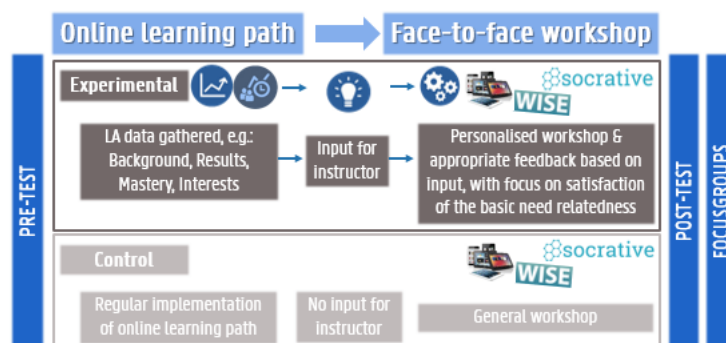 Online learning path
Face-to-face workshop
PRE-TEST
Experimental
socrative
WISE
LA data gathered, e.g.:
Background, Results,
Mastery, Interests
Input for
instructor
Personalised workshop &
appropriate feedback based on
input, with focus on satisfaction
of the basic need relatedness
Control
socrative
WISE
Regular implementation
of online learning path
No input for
instructor
General workshop
POST-TEST
FOCUSGROUPS